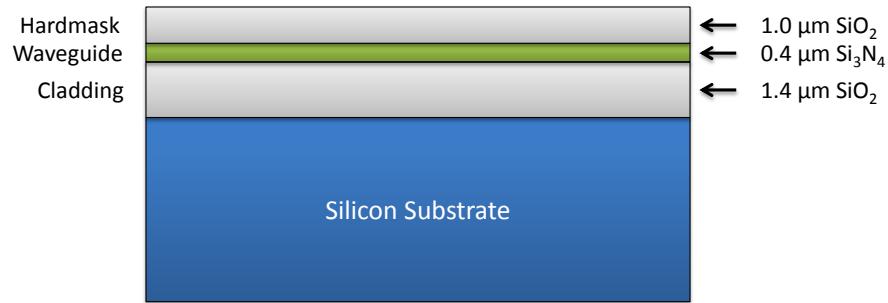 Hardmask
1.0 µm SiO₂
Waveguide
0.4 µm Si₃N₄
Cladding
1.4 µm SiO₂
Silicon Substrate